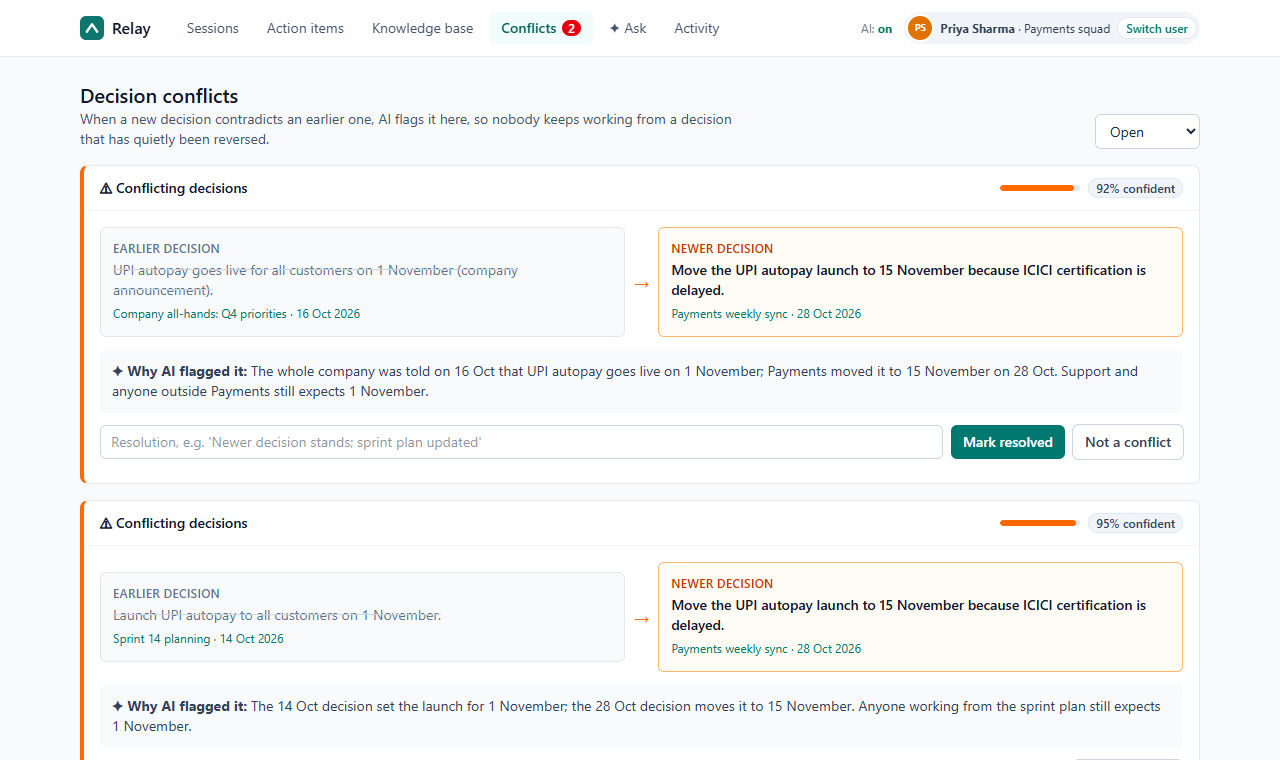 Relay
Sessions
Action items
Knowledge base
Conflicts 2
✦ Ask
Activity
AI: on
PS
Priya Sharma · Payments squad
Switch user
Decision conflicts
When a new decision contradicts an earlier one, AI flags it here, so nobody keeps working from a decision
that has quietly been reversed.
Open
⚠ Conflicting decisions
92% confident
EARLIER DECISION
UPI autopay goes live for all customers on 1 November (company
announcement).
Company all-hands: Q4 priorities · 16 Oct 2026
→
NEWER DECISION
Move the UPI autopay launch to 15 November because ICICI certification is
delayed.
Payments weekly sync · 28 Oct 2026
✦ Why AI flagged it: The whole company was told on 16 Oct that UPI autopay goes live on 1 November; Payments moved it to 15 November on 28 Oct. Support and
anyone outside Payments still expects 1 November.
Resolution, e.g. 'Newer decision stands; sprint plan updated'
Mark resolved
Not a conflict
⚠ Conflicting decisions
95% confident
EARLIER DECISION
Launch UPI autopay to all customers on 1 November.
Sprint 14 planning · 14 Oct 2026
→
NEWER DECISION
Move the UPI autopay launch to 15 November because ICICI certification is
delayed.
Payments weekly sync · 28 Oct 2026
✦ Why AI flagged it: The 14 Oct decision set the launch for 1 November; the 28 Oct decision moves it to 15 November. Anyone working from the sprint plan still expects
1 November.